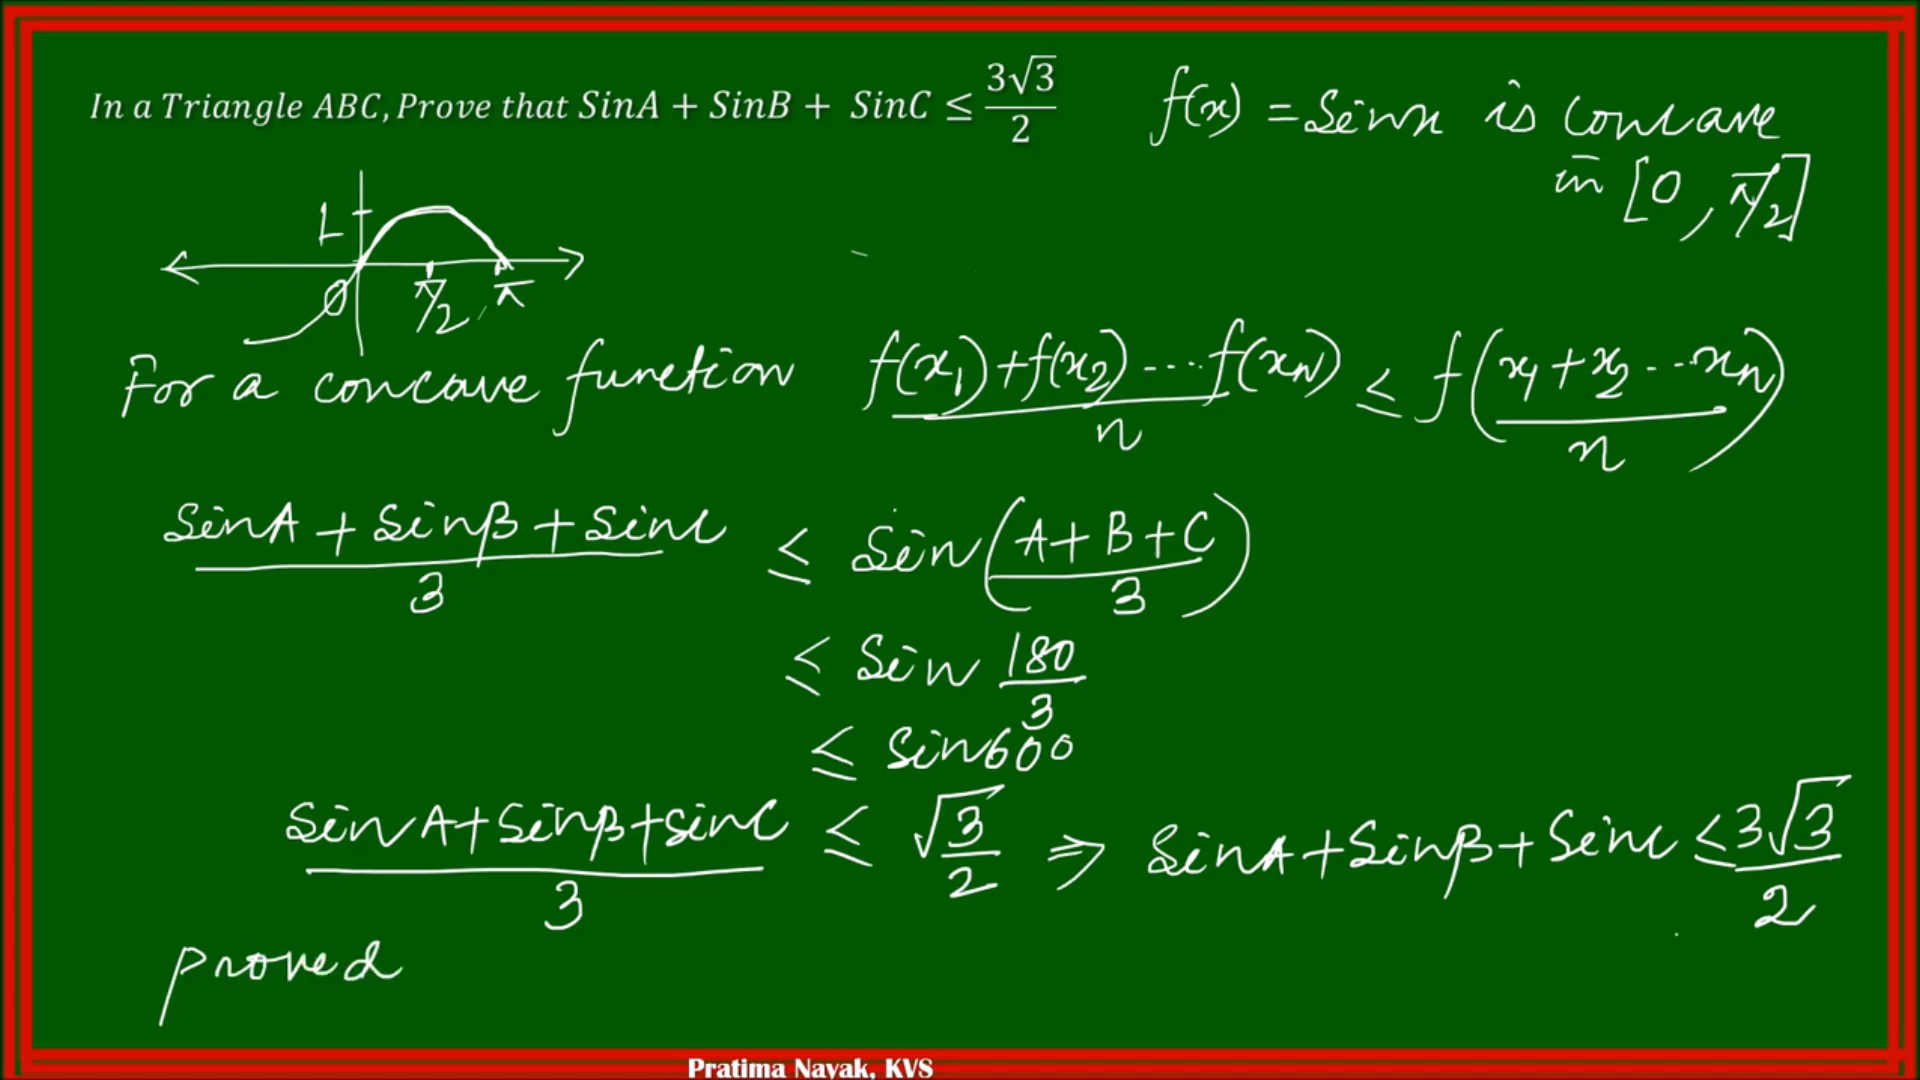 In a Triangle ABC, Prove that SinA + SinB + SinC ≤ 3√3/2
f(x) = Sinx is concave
in [0, π/2]
1
0 π/2 π
For a concave function (f(x₁)+f(x₂)....f(xₙ))/n ≤ f((x₁+x₂...xₙ)/n)
(SinA + SinB + SinC)/3 ≤ Sin((A+B+C)/3)
≤ Sin 180/3
≤ Sin60°
(SinA+SinB+SinC)/3 ≤ √3/2 ⇒ SinA+SinB+SinC ≤ 3√3/2
proved
Pratima Nayak, KVS